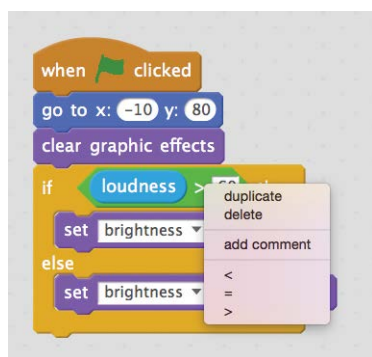 when clicked
go to x: -10 y: 80
clear graphic effects
if loudness >
duplicate
delete
set brightness
add comment
else
<
set brightness
=
>